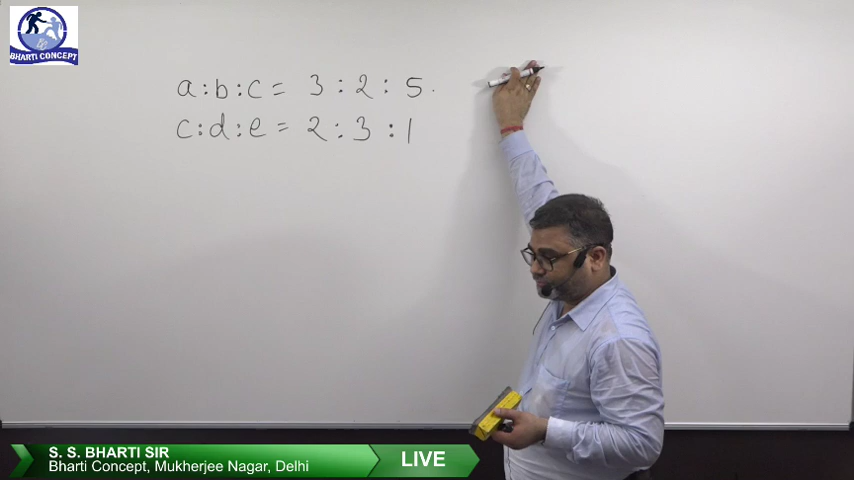 BHARTI CONCEPT
a:b:c = 3 : 2 : 5.
c:d:e = 2 : 3 : 1
S. S. BHARTI SIR
Bharti Concept, Mukherjee Nagar, Delhi
LIVE